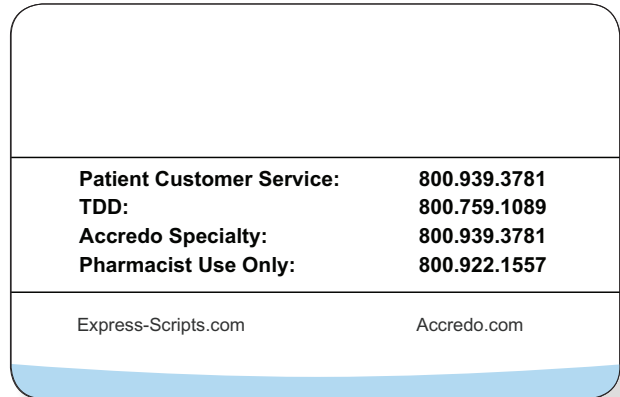 Patient Customer Service: 800.939.3781
TDD: 800.759.1089
Accredo Specialty: 800.939.3781
Pharmacist Use Only: 800.922.1557
Express-Scripts.com Accredo.com